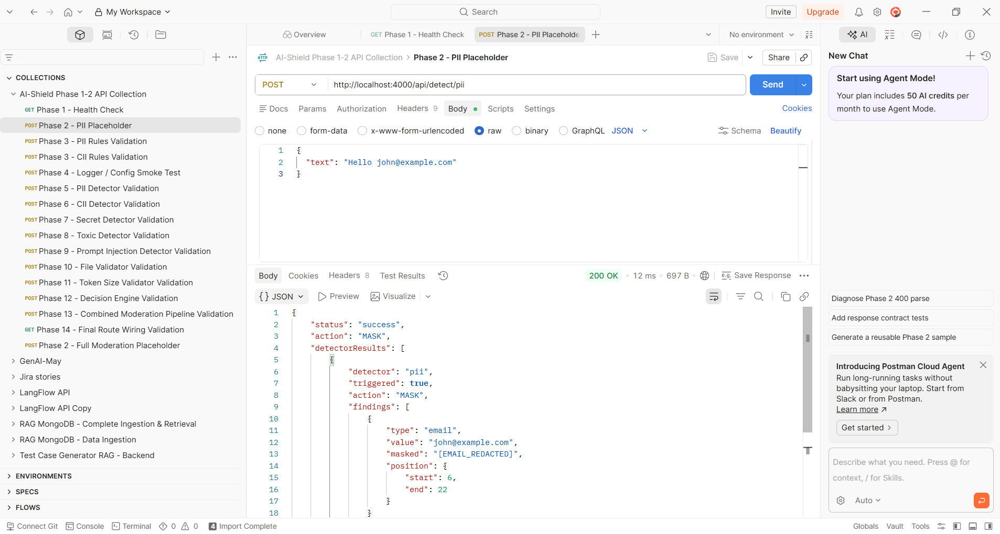 My Workspace
Search
Invite
Upgrade
Overview
GET Phase 1 - Health Check
POST Phase 2 - PII Placeholde
No environment
AI
COLLECTIONS
AI-Shield Phase 1-2 API Collection
GET Phase 1 - Health Check
POST Phase 2 - PII Placeholder
POST Phase 3 - PII Rules Validation
POST Phase 3 - CII Rules Validation
POST Phase 4 - Logger / Config Smoke Test
POST Phase 5 - PII Detector Validation
POST Phase 6 - CII Detector Validation
POST Phase 7 - Secret Detector Validation
POST Phase 8 - Toxic Detector Validation
POST Phase 9 - Prompt Injection Detector Validation
POST Phase 10 - File Validator Validation
POST Phase 11 - Token Size Validator Validation
POST Phase 12 - Decision Engine Validation
POST Phase 13 - Combined Moderation Pipeline Validation
GET Phase 14 - Final Route Wiring Validation
POST Phase 2 - Full Moderation Placeholder
GenAI-May
Jira stories
LangFlow API
LangFlow API Copy
RAG MongoDB - Complete Ingestion & Retrieval
RAG MongoDB - Data Ingestion
Test Case Generator RAG - Backend
ENVIRONMENTS
SPECS
FLOWS
HTTP AI-Shield Phase 1-2 API Collection > Phase 2 - PII Placeholder
Save
Share
POST http://localhost:4000/api/detect/pii
Send
Docs Params Authorization Headers 9 Body Scripts Settings
Cookies
none form-data x-www-form-urlencoded raw binary GraphQL JSON
Schema Beautify
1 {
2 "text": "Hello john@example.com"
3 }
Body Cookies Headers 8 Test Results
200 OK • 12 ms • 697 B •
e.g. Save Response
{} JSON Preview Visualize
1 {
2 "status": "success",
3 "action": "MASK",
4 "detectorResults": [
5 {
6 "detector": "pii",
7 "triggered": true,
8 "action": "MASK",
9 "findings": [
10 {
11 "type": "email",
12 "value": "john@example.com",
13 "masked": "[EMAIL_REDACTED]",
14 "position": {
15 "start": 6,
16 "end": 22
17 }
18 }
New Chat
Start using Agent Mode!
Your plan includes 50 AI credits per
month to use Agent Mode.
Diagnose Phase 2 400 parse
Add response contract tests
Generate a reusable Phase 2 sample
Introducing Postman Cloud Agent
Run long-running tasks without
babysitting your laptop. Start from
Slack or from Postman.
Learn more ↗
Get started >
Describe what you need. Press @ for
context, / for Skills.
Auto
Connect Git Console Terminal 0 0 4 Import Complete
Globals Vault Tools